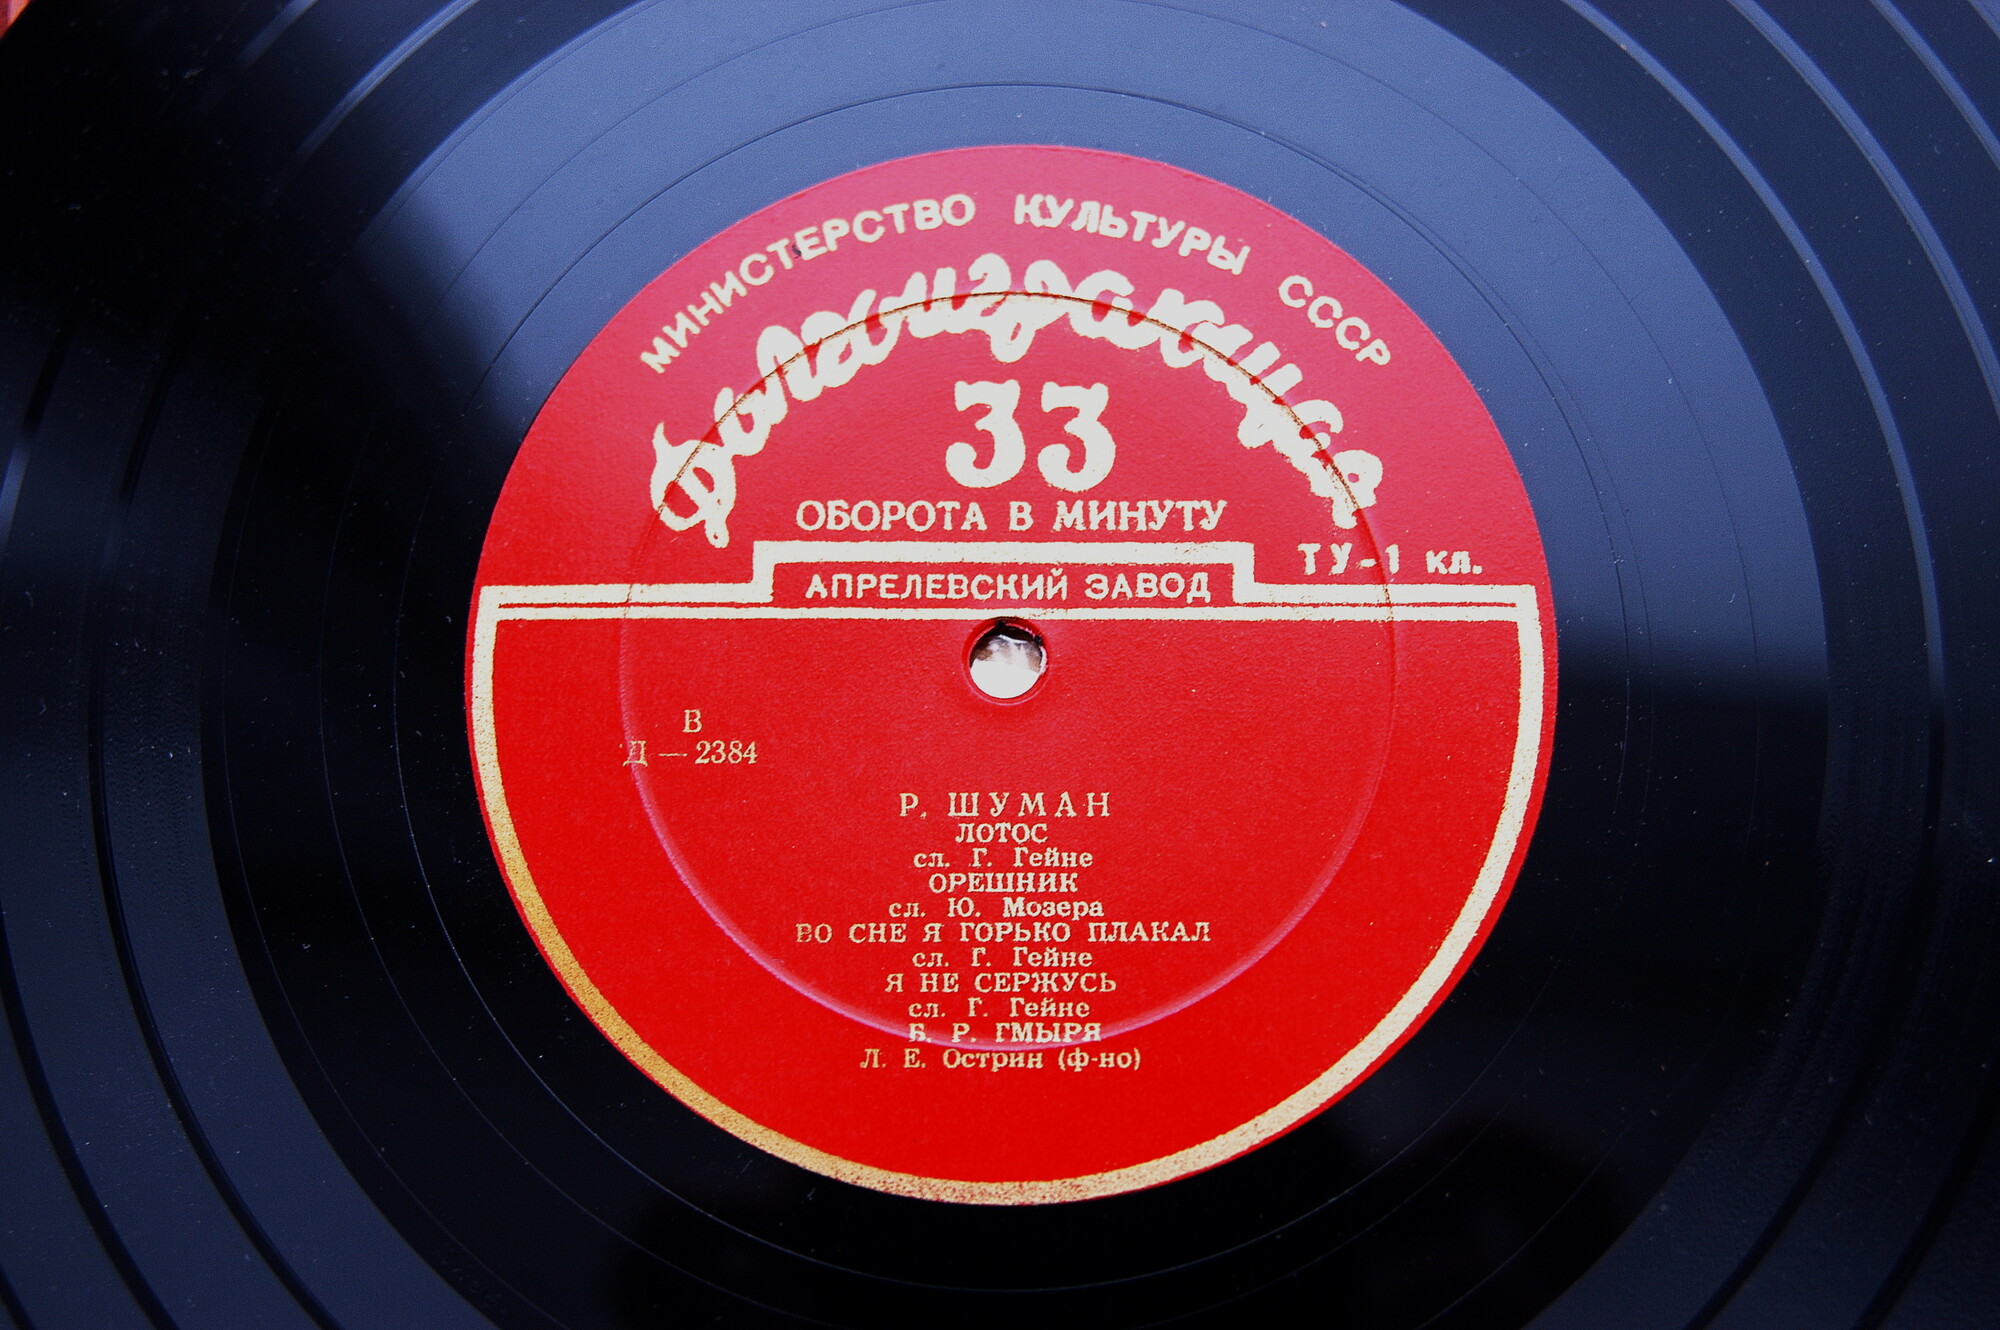 МИНИСТЕРСТВО КУЛЬТУРЫ СССР
Долгоиграющая
33
ОБОРОТА В МИНУТУ
ТУ-1 кл.
АПРЕЛЕВСКИЙ ЗАВОД
В
Д — 2384
Р. ШУМАН
ЛОТОС
сл. Г. Гейне
ОРЕШНИК
сл. Ю. Мозера
ВО СНЕ Я ГОРЬКО ПЛАКАЛ
сл. Г. Гейне
Я НЕ СЕРЖУСЬ
сл. Г. Гейне
Б. Р. ГМЫРЯ
Л. Е. Острин (ф-но)